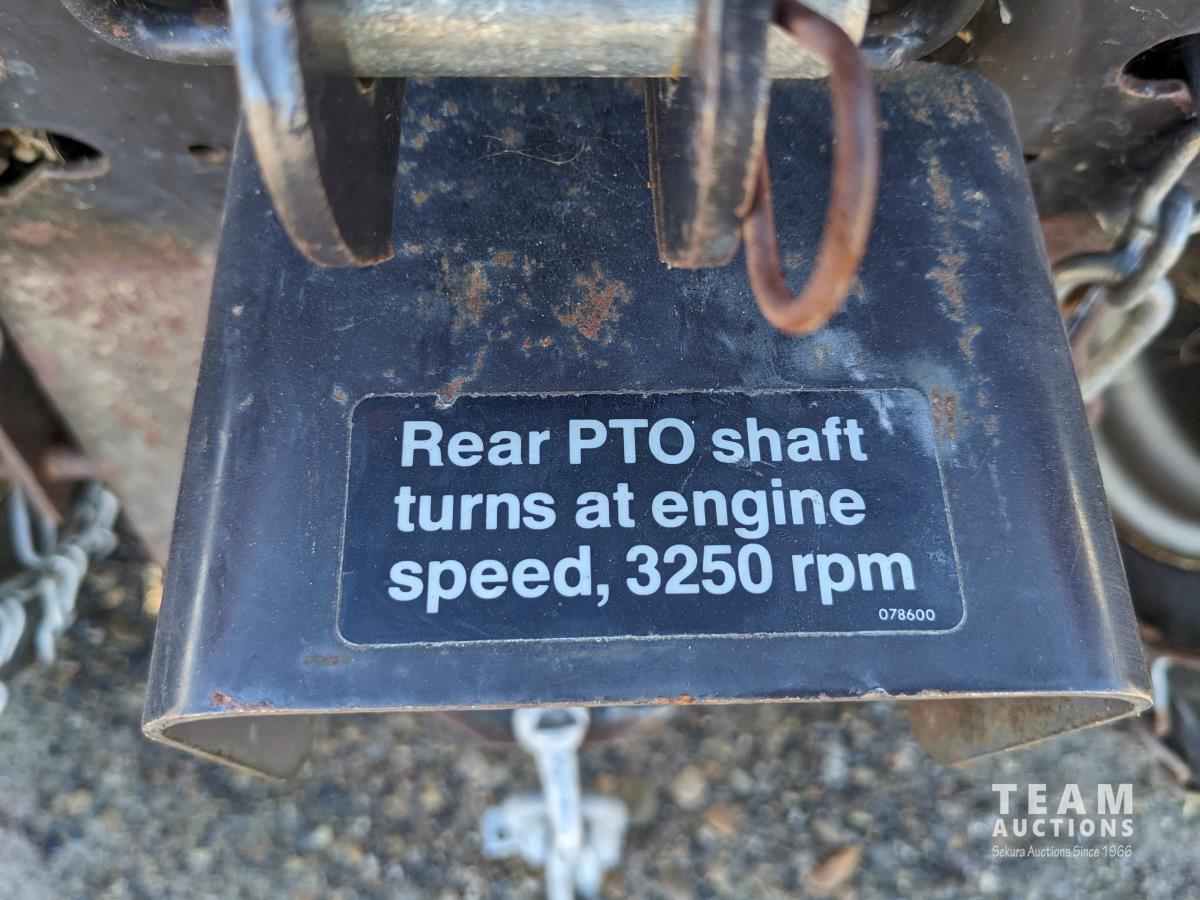 Rear PTO shaft
turns at engine
speed, 3250 rpm
078600
TEAM
AUCTIONS
Sekura Auctions Since 1966